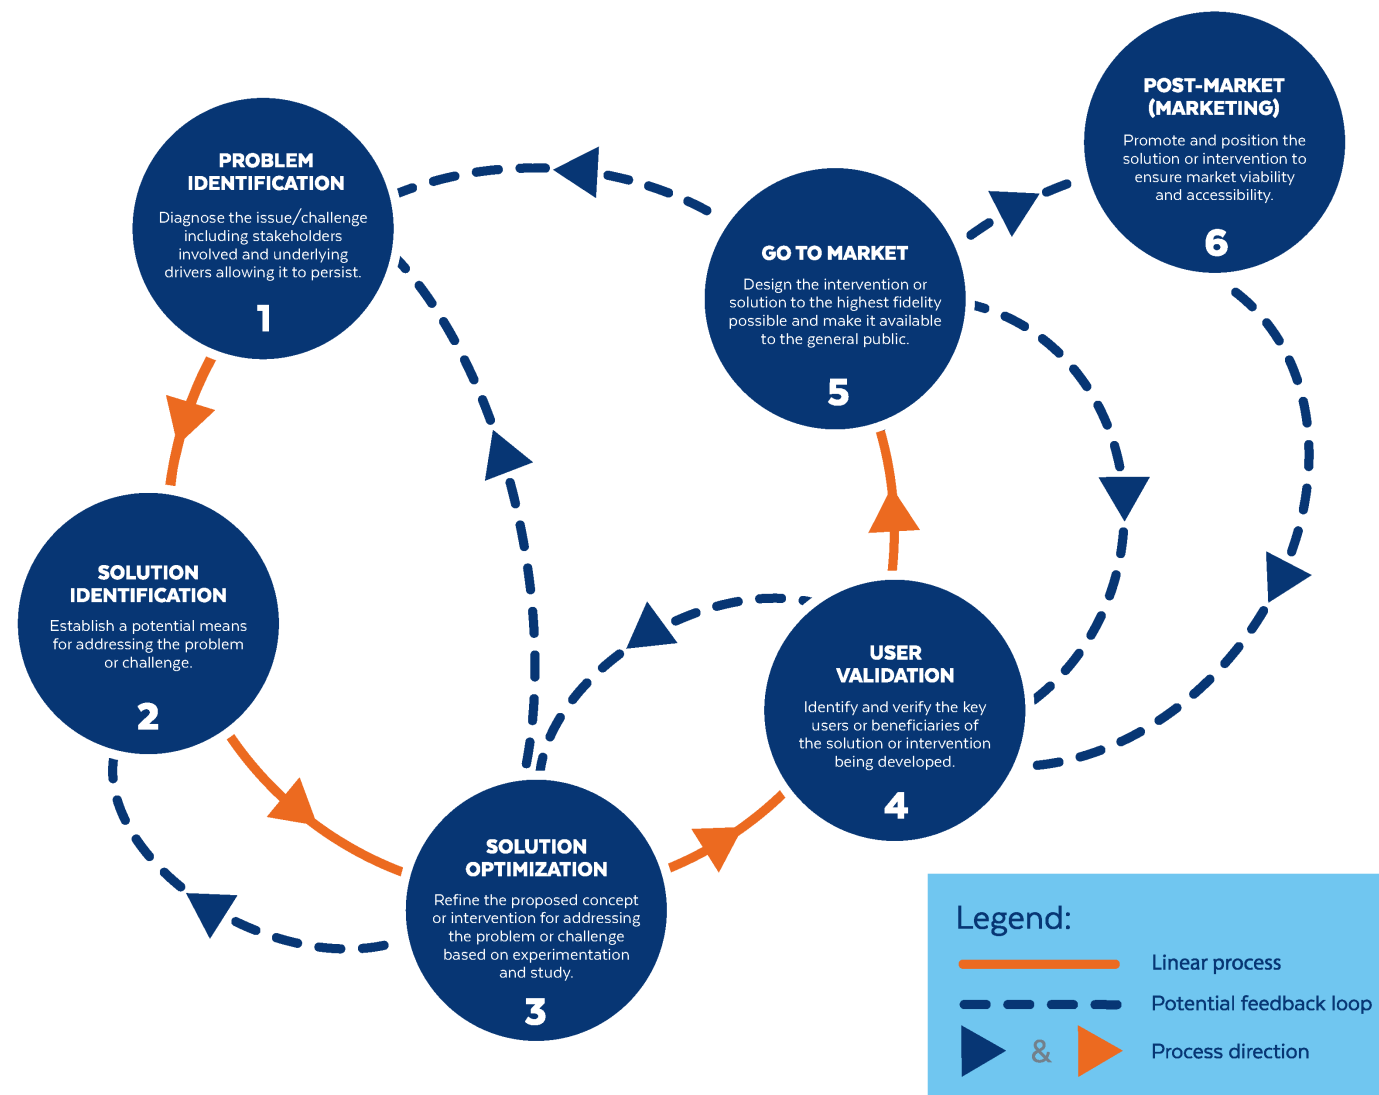 PROBLEM
IDENTIFICATION
Diagnose the issue/challenge
including stakeholders
involved and underlying
drivers allowing it to persist.
1
SOLUTION
IDENTIFICATION
Establish a potential means
for addressing the problem
or challenge.
2
SOLUTION
OPTIMIZATION
Refine the proposed concept
or intervention for addressing
the problem or challenge
based on experimentation
and study.
3
USER
VALIDATION
Identify and verify the key
users or beneficiaries of
the solution or intervention
being developed.
4
GO TO MARKET
Design the intervention or
solution to the highest fidelity
possible and make it available
to the general public.
5
POST-MARKET
(MARKETING)
Promote and position the
solution or intervention to
ensure market viability
and accessibility.
6
Legend:
Linear process
Potential feedback loop
& Process direction